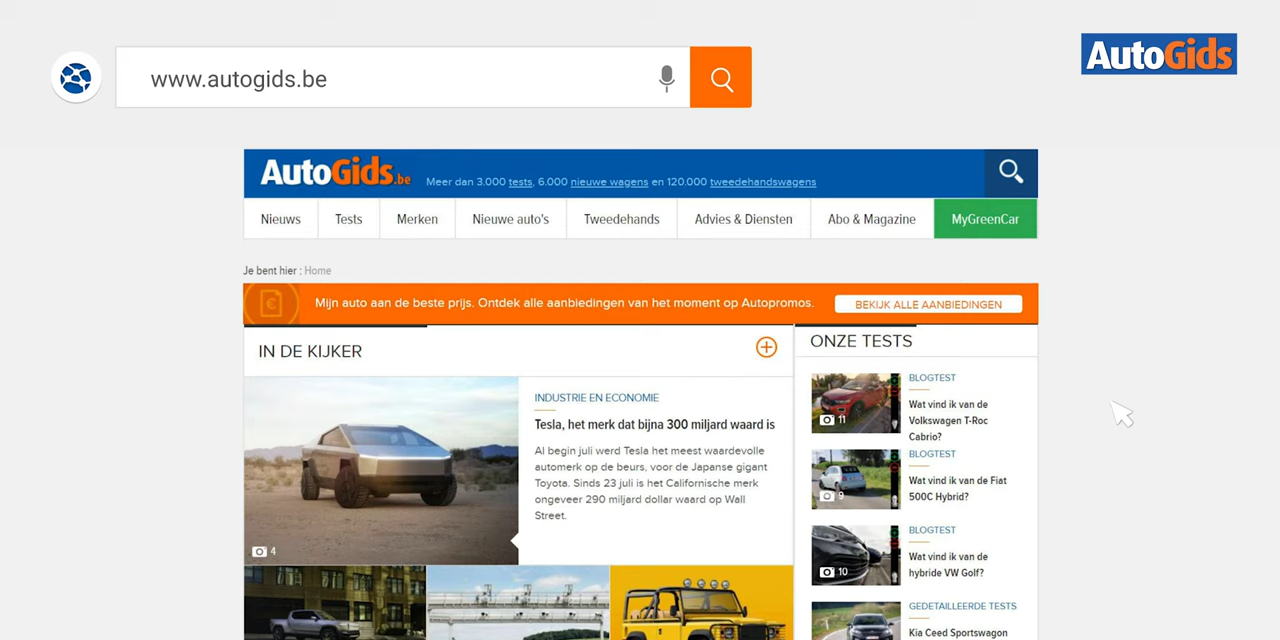 www.autogids.be
AutoGids
AutoGids.be
Meer dan 3.000 tests, 6.000 nieuwe wagens en 120.000 tweedehandswagens
Nieuws
Tests
Merken
Nieuwe auto's
Tweedehands
Advies & Diensten
Abo & Magazine
MyGreenCar
Je bent hier : Home
Mijn auto aan de beste prijs. Ontdek alle aanbiedingen van het moment op Autopromos.
BEKIJK ALLE AANBIEDINGEN
IN DE KIJKER
4
INDUSTRIE EN ECONOMIE
Tesla, het merk dat bijna 300 miljard waard is
Al begin juli werd Tesla het meest waardevolle
automerk op de beurs, voor de Japanse gigant
Toyota. Sinds 23 juli is het Californische merk
ongeveer 290 miljard dollar waard op Wall
Street.
ONZE TESTS
11
BLOGTEST
Wat vind ik van de
Volkswagen T-Roc
Cabrio?
9
BLOGTEST
Wat vind ik van de Fiat
500C Hybrid?
10
BLOGTEST
Wat vind ik van de
hybride VW Golf?
GEDETAILLEERDE TESTS
Kia Ceed Sportswagon